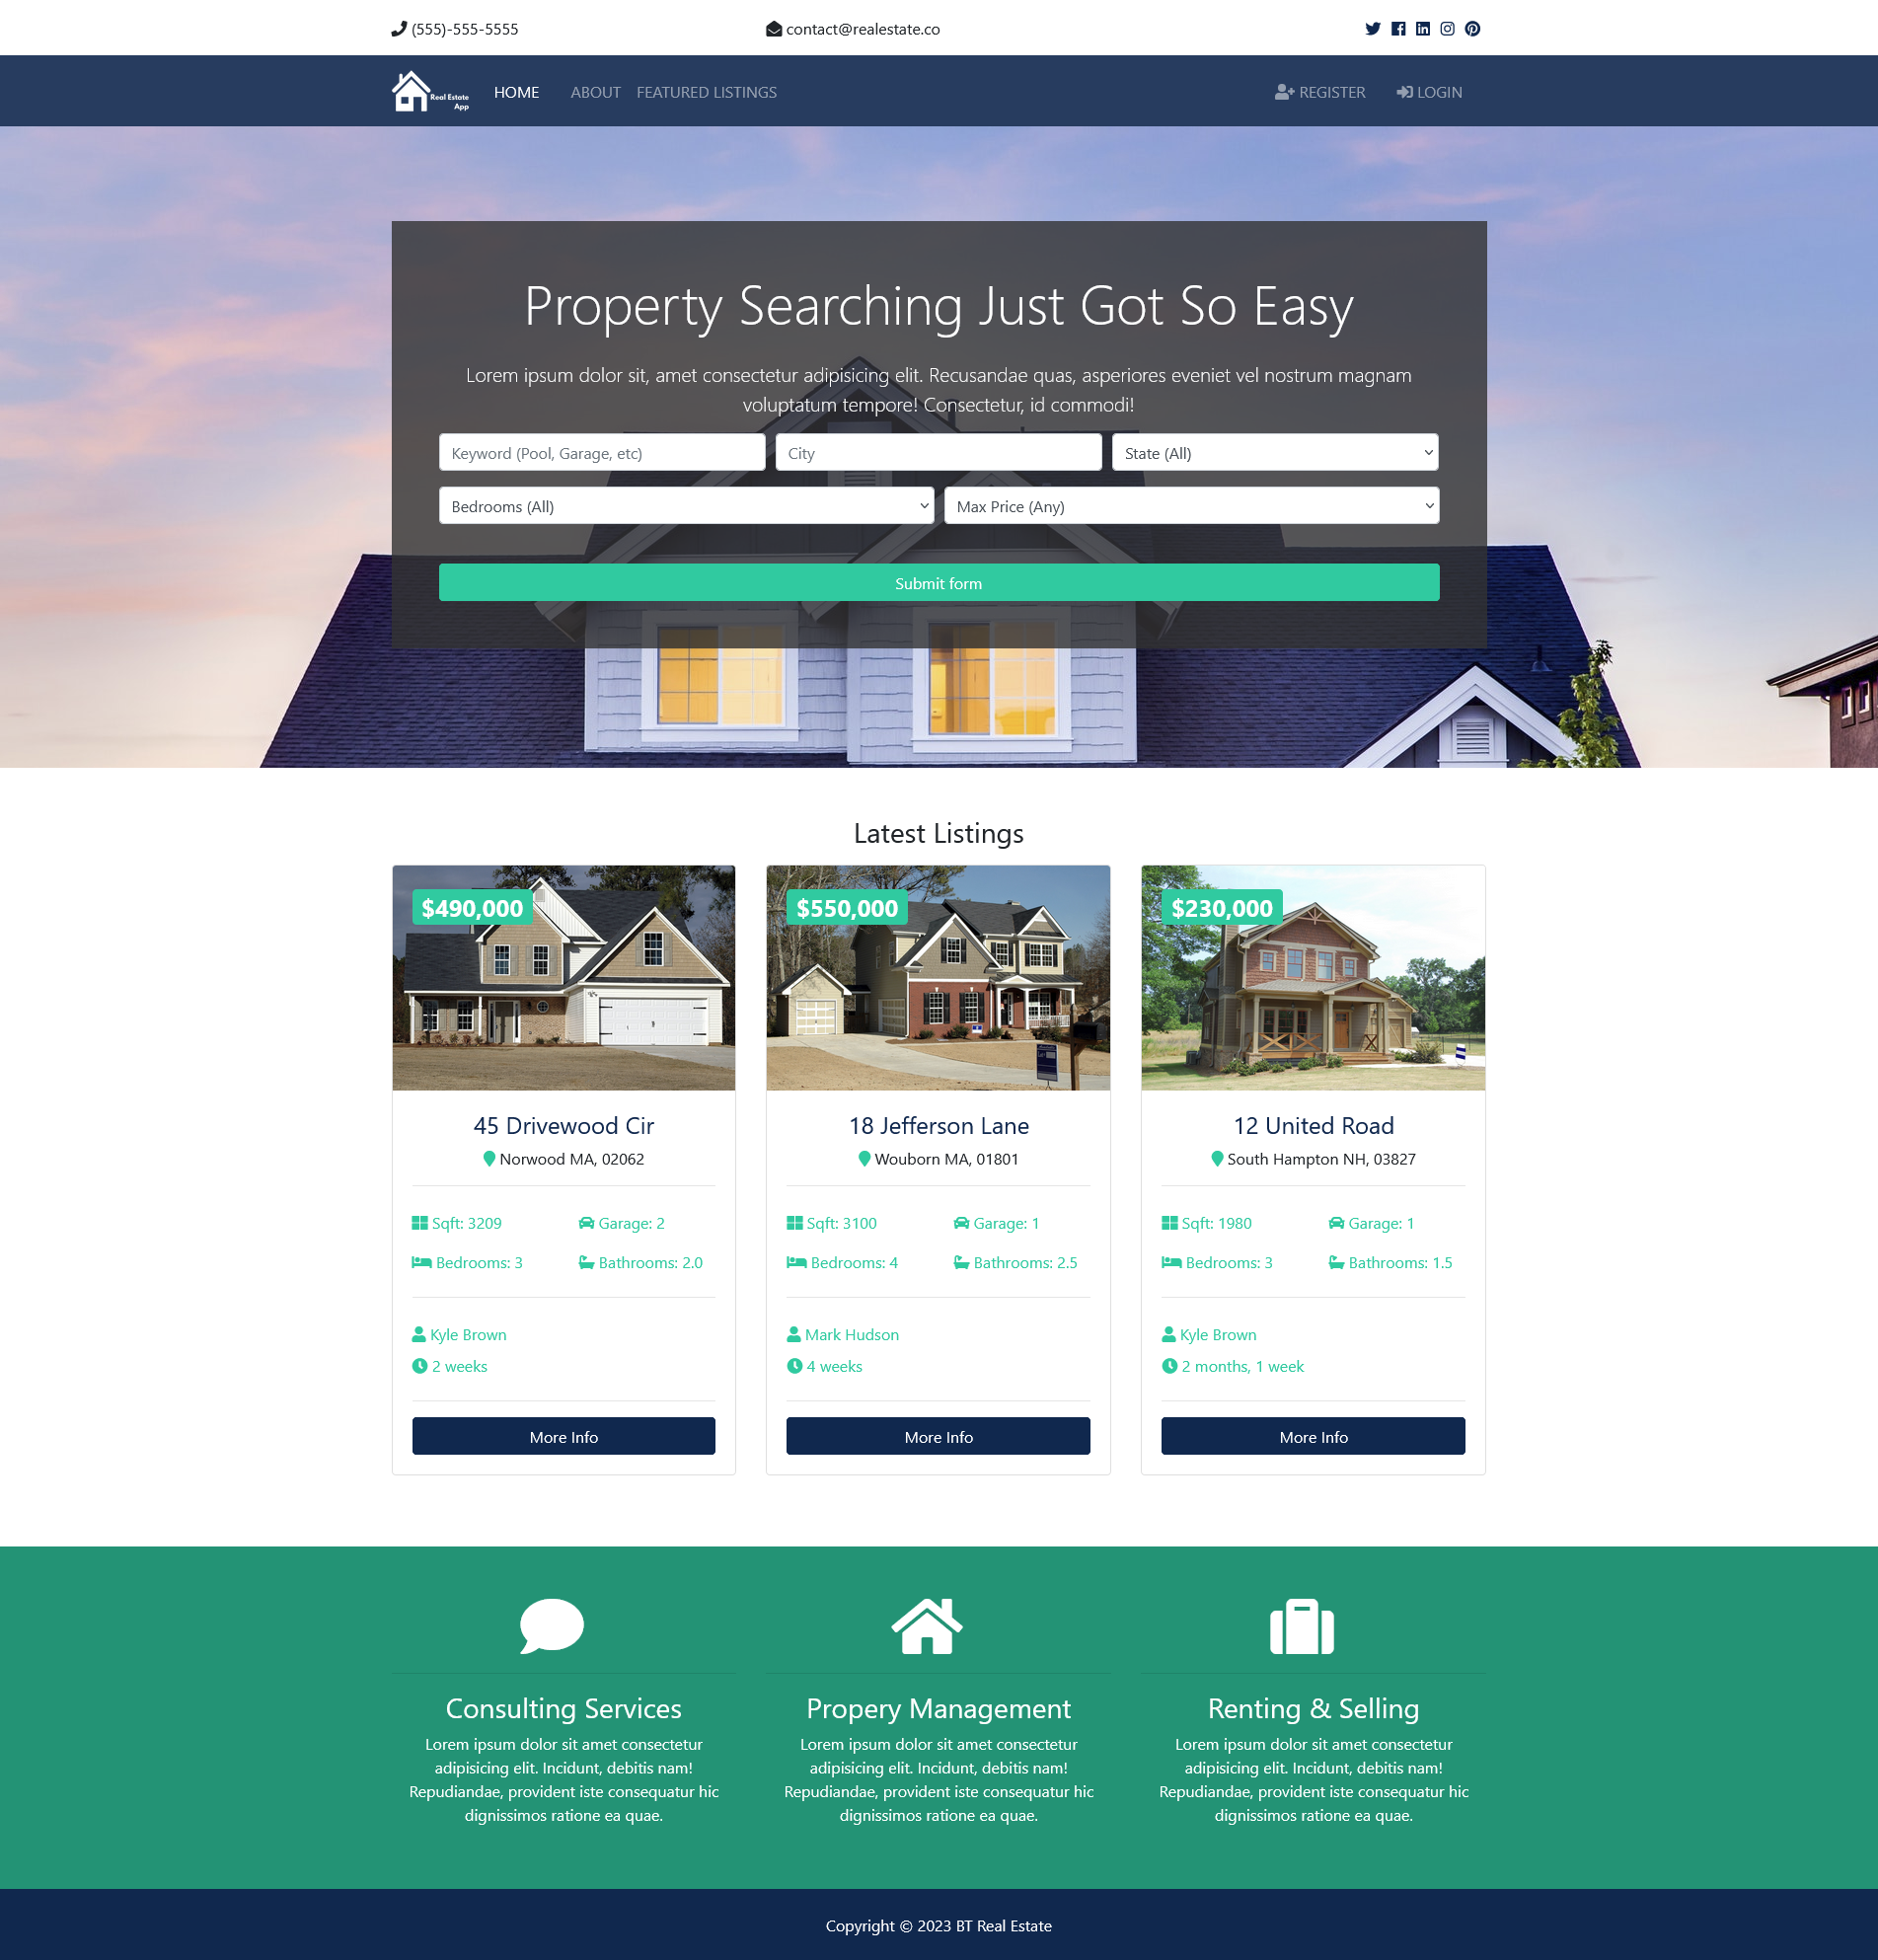 (555)-555-5555
contact@realestate.co
Real Estate
App
HOME
ABOUT
FEATURED LISTINGS
REGISTER
LOGIN
Property Searching Just Got So Easy
Lorem ipsum dolor sit, amet consectetur adipisicing elit. Recusandae quas, asperiores eveniet vel nostrum magnam
voluptatum tempore! Consectetur, id commodi!
Keyword (Pool, Garage, etc)
City
State (All)
Bedrooms (All)
Max Price (Any)
Submit form
Latest Listings
$490,000
45 Drivewood Cir
Norwood MA, 02062
Sqft: 3209
Garage: 2
Bedrooms: 3
Bathrooms: 2.0
Kyle Brown
2 weeks
More Info
$550,000
18 Jefferson Lane
Wouborn MA, 01801
Sqft: 3100
Garage: 1
Bedrooms: 4
Bathrooms: 2.5
Mark Hudson
4 weeks
More Info
$230,000
12 United Road
South Hampton NH, 03827
Sqft: 1980
Garage: 1
Bedrooms: 3
Bathrooms: 1.5
Kyle Brown
2 months, 1 week
More Info
Consulting Services
Lorem ipsum dolor sit amet consectetur
adipisicing elit. Incidunt, debitis nam!
Repudiandae, provident iste consequatur hic
dignissimos ratione ea quae.
Propery Management
Lorem ipsum dolor sit amet consectetur
adipisicing elit. Incidunt, debitis nam!
Repudiandae, provident iste consequatur hic
dignissimos ratione ea quae.
Renting & Selling
Lorem ipsum dolor sit amet consectetur
adipisicing elit. Incidunt, debitis nam!
Repudiandae, provident iste consequatur hic
dignissimos ratione ea quae.
Copyright © 2023 BT Real Estate